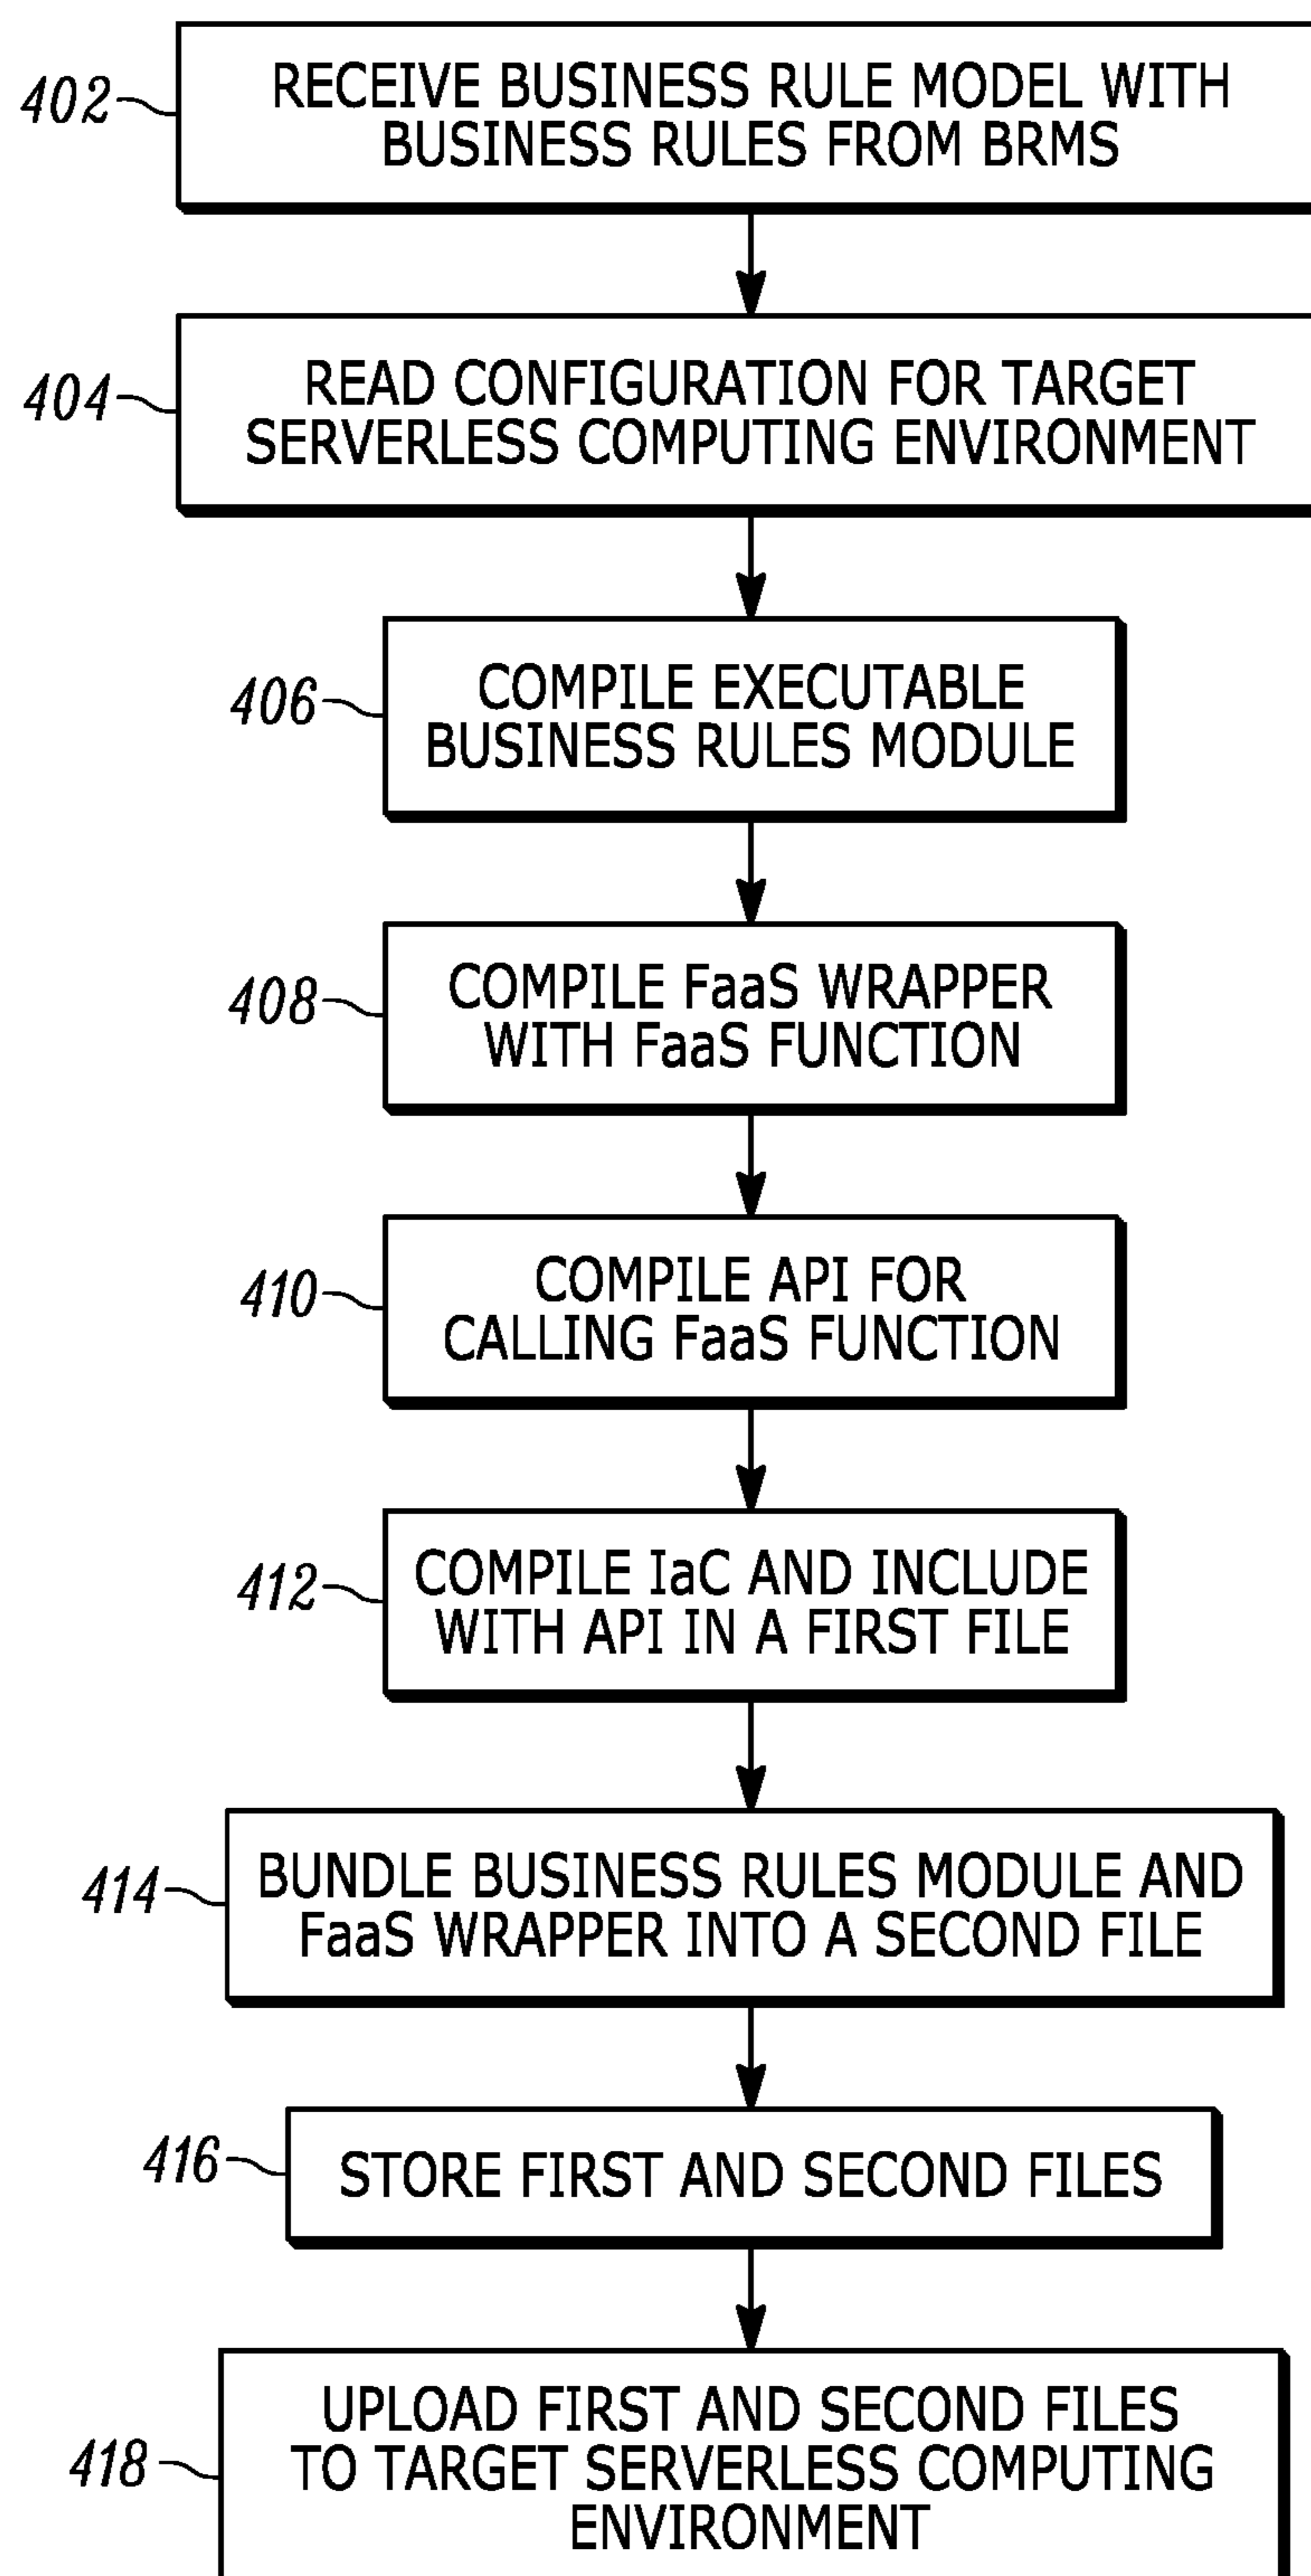 402
RECEIVE BUSINESS RULE MODEL WITH
BUSINESS RULES FROM BRMS
404
READ CONFIGURATION FOR TARGET
SERVERLESS COMPUTING ENVIRONMENT
406
COMPILE EXECUTABLE
BUSINESS RULES MODULE
408
COMPILE FaaS WRAPPER
WITH FaaS FUNCTION
410
COMPILE API FOR
CALLING FaaS FUNCTION
412
COMPILE IaC AND INCLUDE
WITH API IN A FIRST FILE
414
BUNDLE BUSINESS RULES MODULE AND
FaaS WRAPPER INTO A SECOND FILE
416
STORE FIRST AND SECOND FILES
418
UPLOAD FIRST AND SECOND FILES
TO TARGET SERVERLESS COMPUTING
ENVIRONMENT